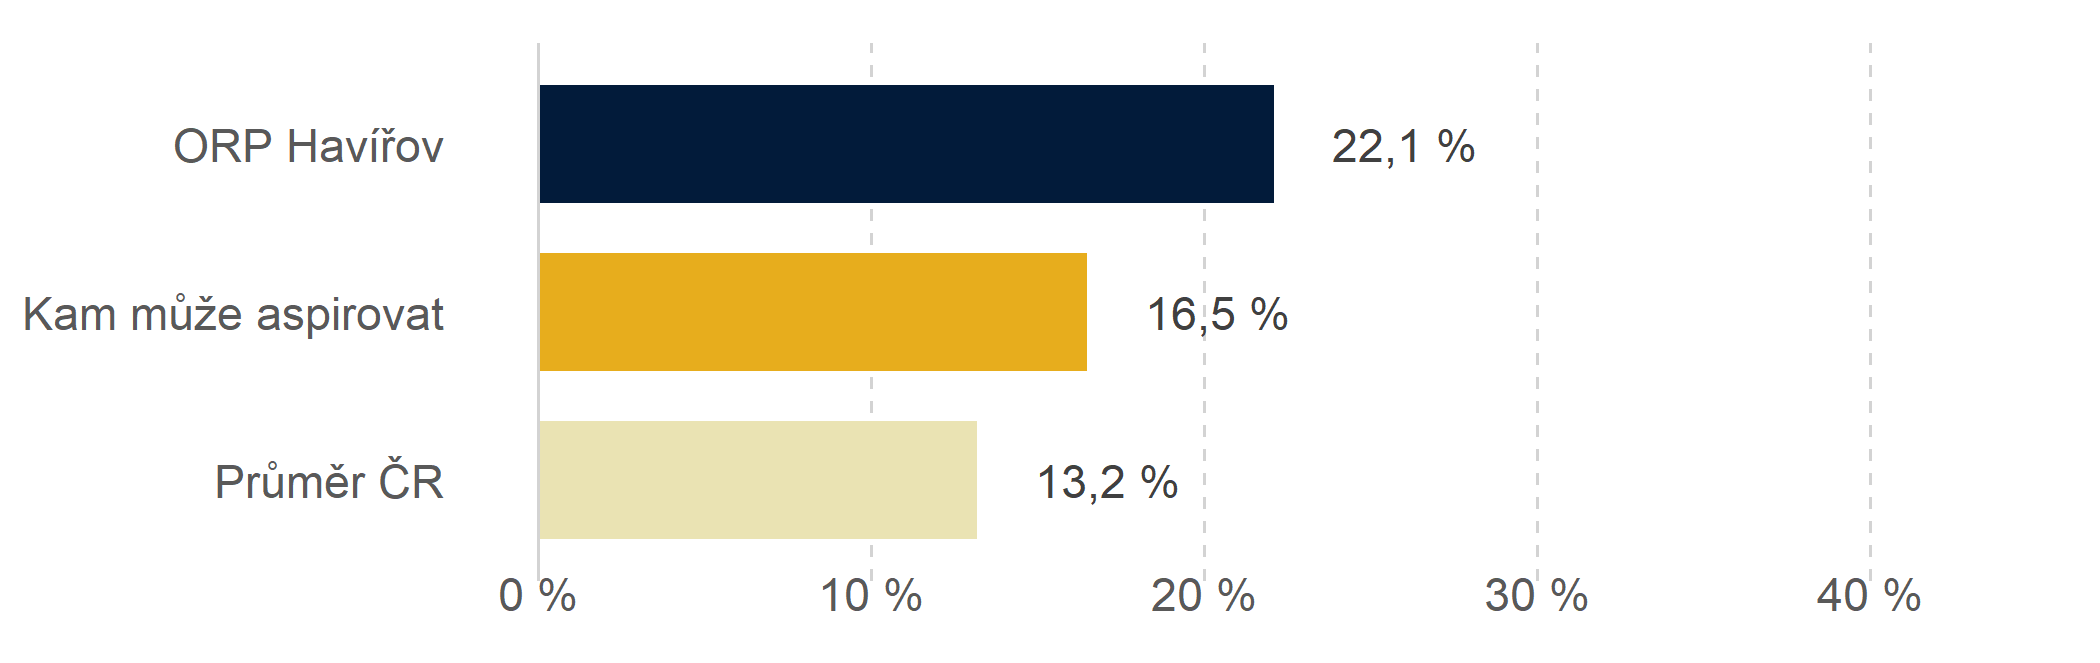 ORP Havířov
22,1 %
Kam může aspirovat
16,5 %
Průměr ČR
13,2 %
0 %
10 %
20 %
30 %
40 %